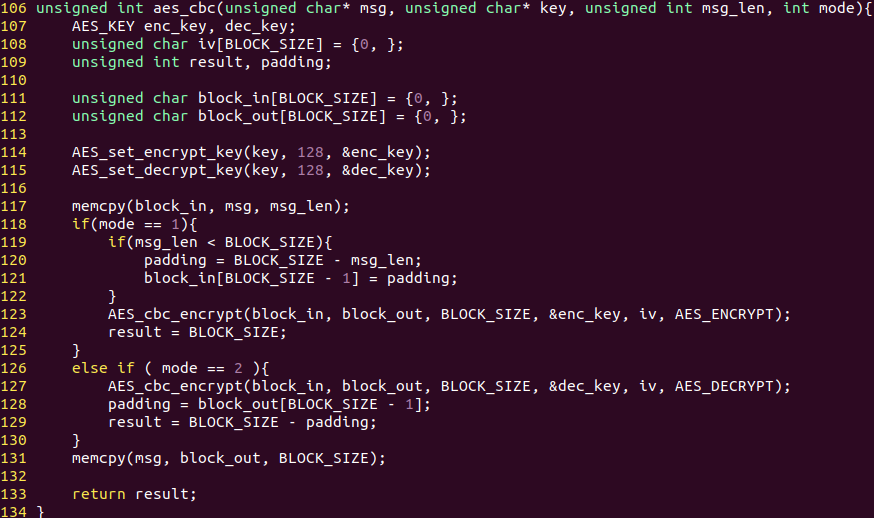 106 unsigned int aes_cbc(unsigned char* msg, unsigned char* key, unsigned int msg_len, int mode){
107     AES_KEY enc_key, dec_key;
108     unsigned char iv[BLOCK_SIZE] = {0, };
109     unsigned int result, padding;
110
111     unsigned char block_in[BLOCK_SIZE] = {0, };
112     unsigned char block_out[BLOCK_SIZE] = {0, };
113
114     AES_set_encrypt_key(key, 128, &enc_key);
115     AES_set_decrypt_key(key, 128, &dec_key);
116
117     memcpy(block_in, msg, msg_len);
118     if(mode == 1){
119         if(msg_len < BLOCK_SIZE){
120             padding = BLOCK_SIZE - msg_len;
121             block_in[BLOCK_SIZE - 1] = padding;
122         }
123         AES_cbc_encrypt(block_in, block_out, BLOCK_SIZE, &enc_key, iv, AES_ENCRYPT);
124         result = BLOCK_SIZE;
125     }
126     else if ( mode == 2 ){
127         AES_cbc_encrypt(block_in, block_out, BLOCK_SIZE, &dec_key, iv, AES_DECRYPT);
128         padding = block_out[BLOCK_SIZE - 1];
129         result = BLOCK_SIZE - padding;
130     }
131     memcpy(msg, block_out, BLOCK_SIZE);
132
133     return result;
134 }